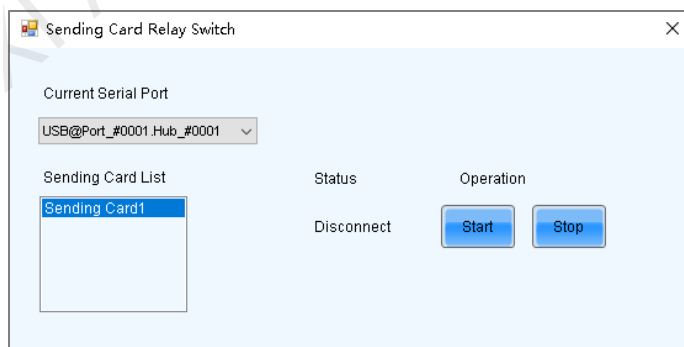 Sending Card Relay Switch
Current Serial Port
USB@Port_#0001.Hub_#0001
Sending Card List
Status
Operation
Sending Card1
Disconnect
Start
Stop